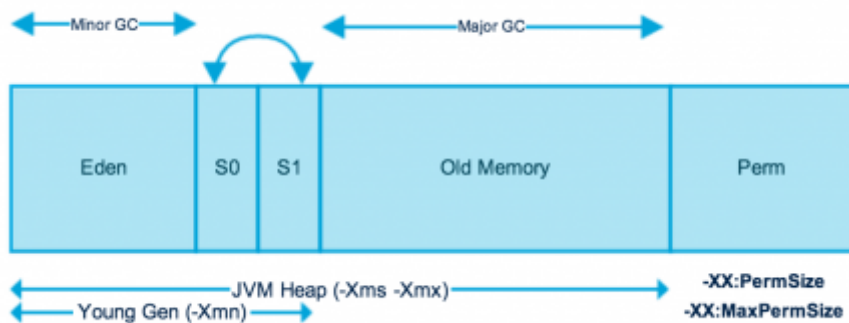 Minor GC
Major GC
Eden
S0
S1
Old Memory
Perm
JVM Heap (-Xms -Xmx)
-XX:PermSize
Young Gen (-Xmn)
-XX:MaxPermSize